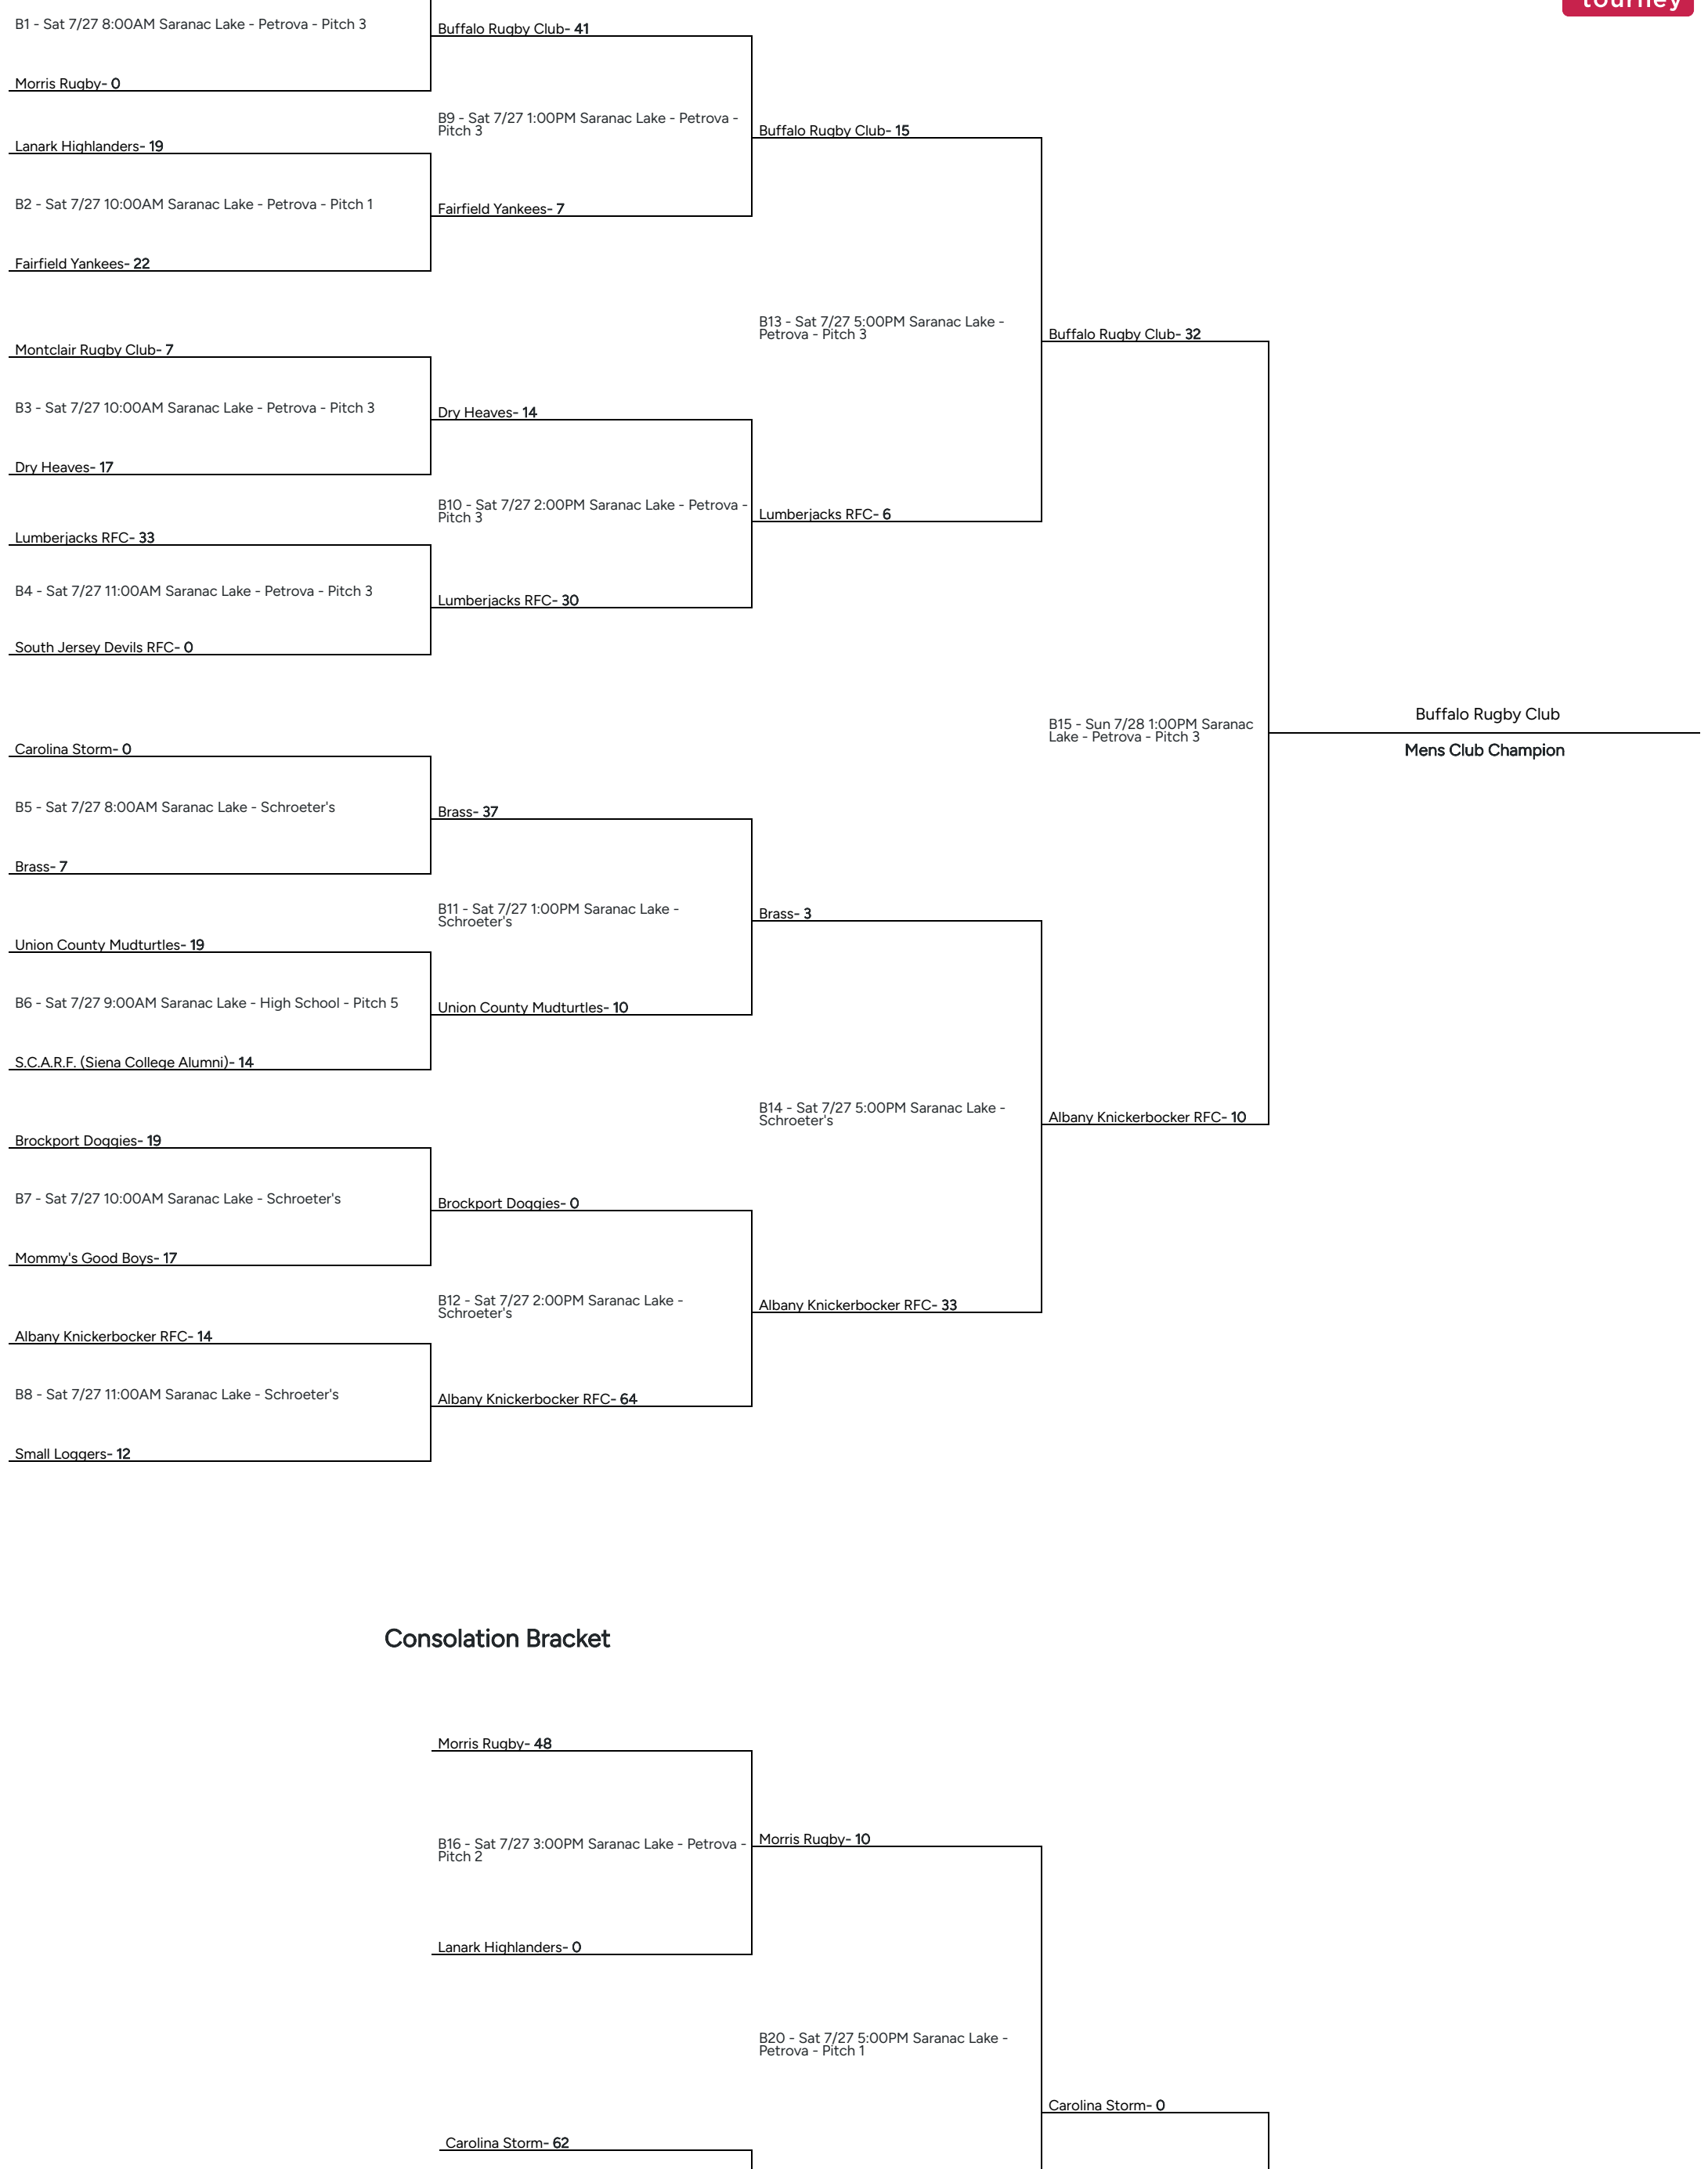 tourney
B1 - Sat 7/27 8:00AM Saranac Lake - Petrova - Pitch 3
Buffalo Rugby Club- 41
Morris Rugby- 0
B9 - Sat 7/27 1:00PM Saranac Lake - Petrova -
Pitch 3
Buffalo Rugby Club- 15
Lanark Highlanders- 19
B2 - Sat 7/27 10:00AM Saranac Lake - Petrova - Pitch 1
Fairfield Yankees- 7
Fairfield Yankees- 22
B13 - Sat 7/27 5:00PM Saranac Lake -
Petrova - Pitch 3
Buffalo Rugby Club- 32
Montclair Rugby Club- 7
B3 - Sat 7/27 10:00AM Saranac Lake - Petrova - Pitch 3
Dry Heaves- 14
Dry Heaves- 17
B10 - Sat 7/27 2:00PM Saranac Lake - Petrova -
Pitch 3
Lumberjacks RFC- 6
Lumberjacks RFC- 33
B4 - Sat 7/27 11:00AM Saranac Lake - Petrova - Pitch 3
Lumberjacks RFC- 30
South Jersey Devils RFC- 0
Buffalo Rugby Club
B15 - Sun 7/28 1:00PM Saranac
Lake - Petrova - Pitch 3
Mens Club Champion
Carolina Storm- 0
B5 - Sat 7/27 8:00AM Saranac Lake - Schroeter's
Brass- 37
Brass- 7
B11 - Sat 7/27 1:00PM Saranac Lake -
Schroeter's
Brass- 3
Union County Mudturtles- 19
B6 - Sat 7/27 9:00AM Saranac Lake - High School - Pitch 5
Union County Mudturtles- 10
S.C.A.R.F. (Siena College Alumni)- 14
B14 - Sat 7/27 5:00PM Saranac Lake -
Schroeter's
Albany Knickerbocker RFC- 10
Brockport Doggies- 19
B7 - Sat 7/27 10:00AM Saranac Lake - Schroeter's
Brockport Doggies- 0
Mommy's Good Boys- 17
B12 - Sat 7/27 2:00PM Saranac Lake -
Schroeter's
Albany Knickerbocker RFC- 33
Albany Knickerbocker RFC- 14
B8 - Sat 7/27 11:00AM Saranac Lake - Schroeter's
Albany Knickerbocker RFC- 64
Small Loggers- 12
Consolation Bracket
Morris Rugby- 48
B16 - Sat 7/27 3:00PM Saranac Lake - Petrova -
Pitch 2
Morris Rugby- 10
Lanark Highlanders- 0
B20 - Sat 7/27 5:00PM Saranac Lake -
Petrova - Pitch 1
Carolina Storm- 0
Carolina Storm- 62